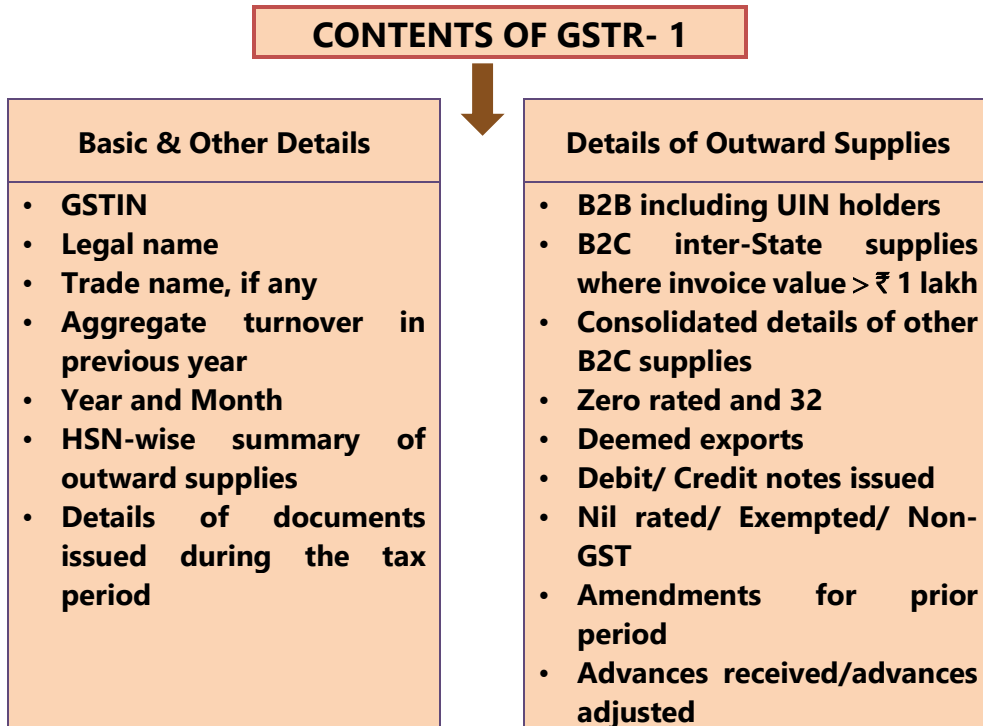 CONTENTS OF GSTR- 1
Basic & Other Details
• GSTIN
• Legal name
• Trade name, if any
• Aggregate turnover in
previous year
• Year and Month
• HSN-wise summary of
outward supplies
• Details of documents
issued during the tax
period
Details of Outward Supplies
• B2B including UIN holders
• B2C inter-State supplies
where invoice value > ₹ 1 lakh
• Consolidated details of other
B2C supplies
• Zero rated and 32
• Deemed exports
• Debit/ Credit notes issued
• Nil rated/ Exempted/ Non-
GST
• Amendments for prior
period
• Advances received/advances
adjusted